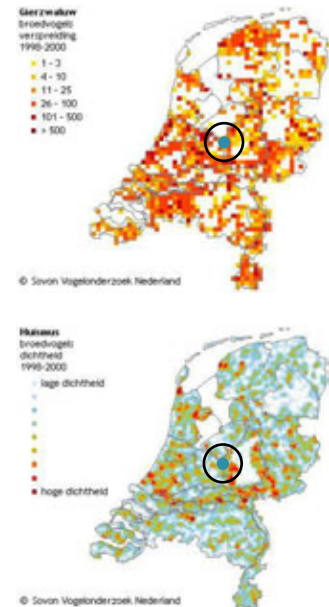 Gierzwaluw
broedvogels
verspreiding
1998-2000
1 - 3
4 - 10
11 - 25
26 - 100
101 - 500
> 500
© Sovon Vogelonderzoek Nederland
Huismus
broedvogels
dichtheid
1998-2000
lage dichtheid
hoge dichtheid
© Sovon Vogelonderzoek Nederland